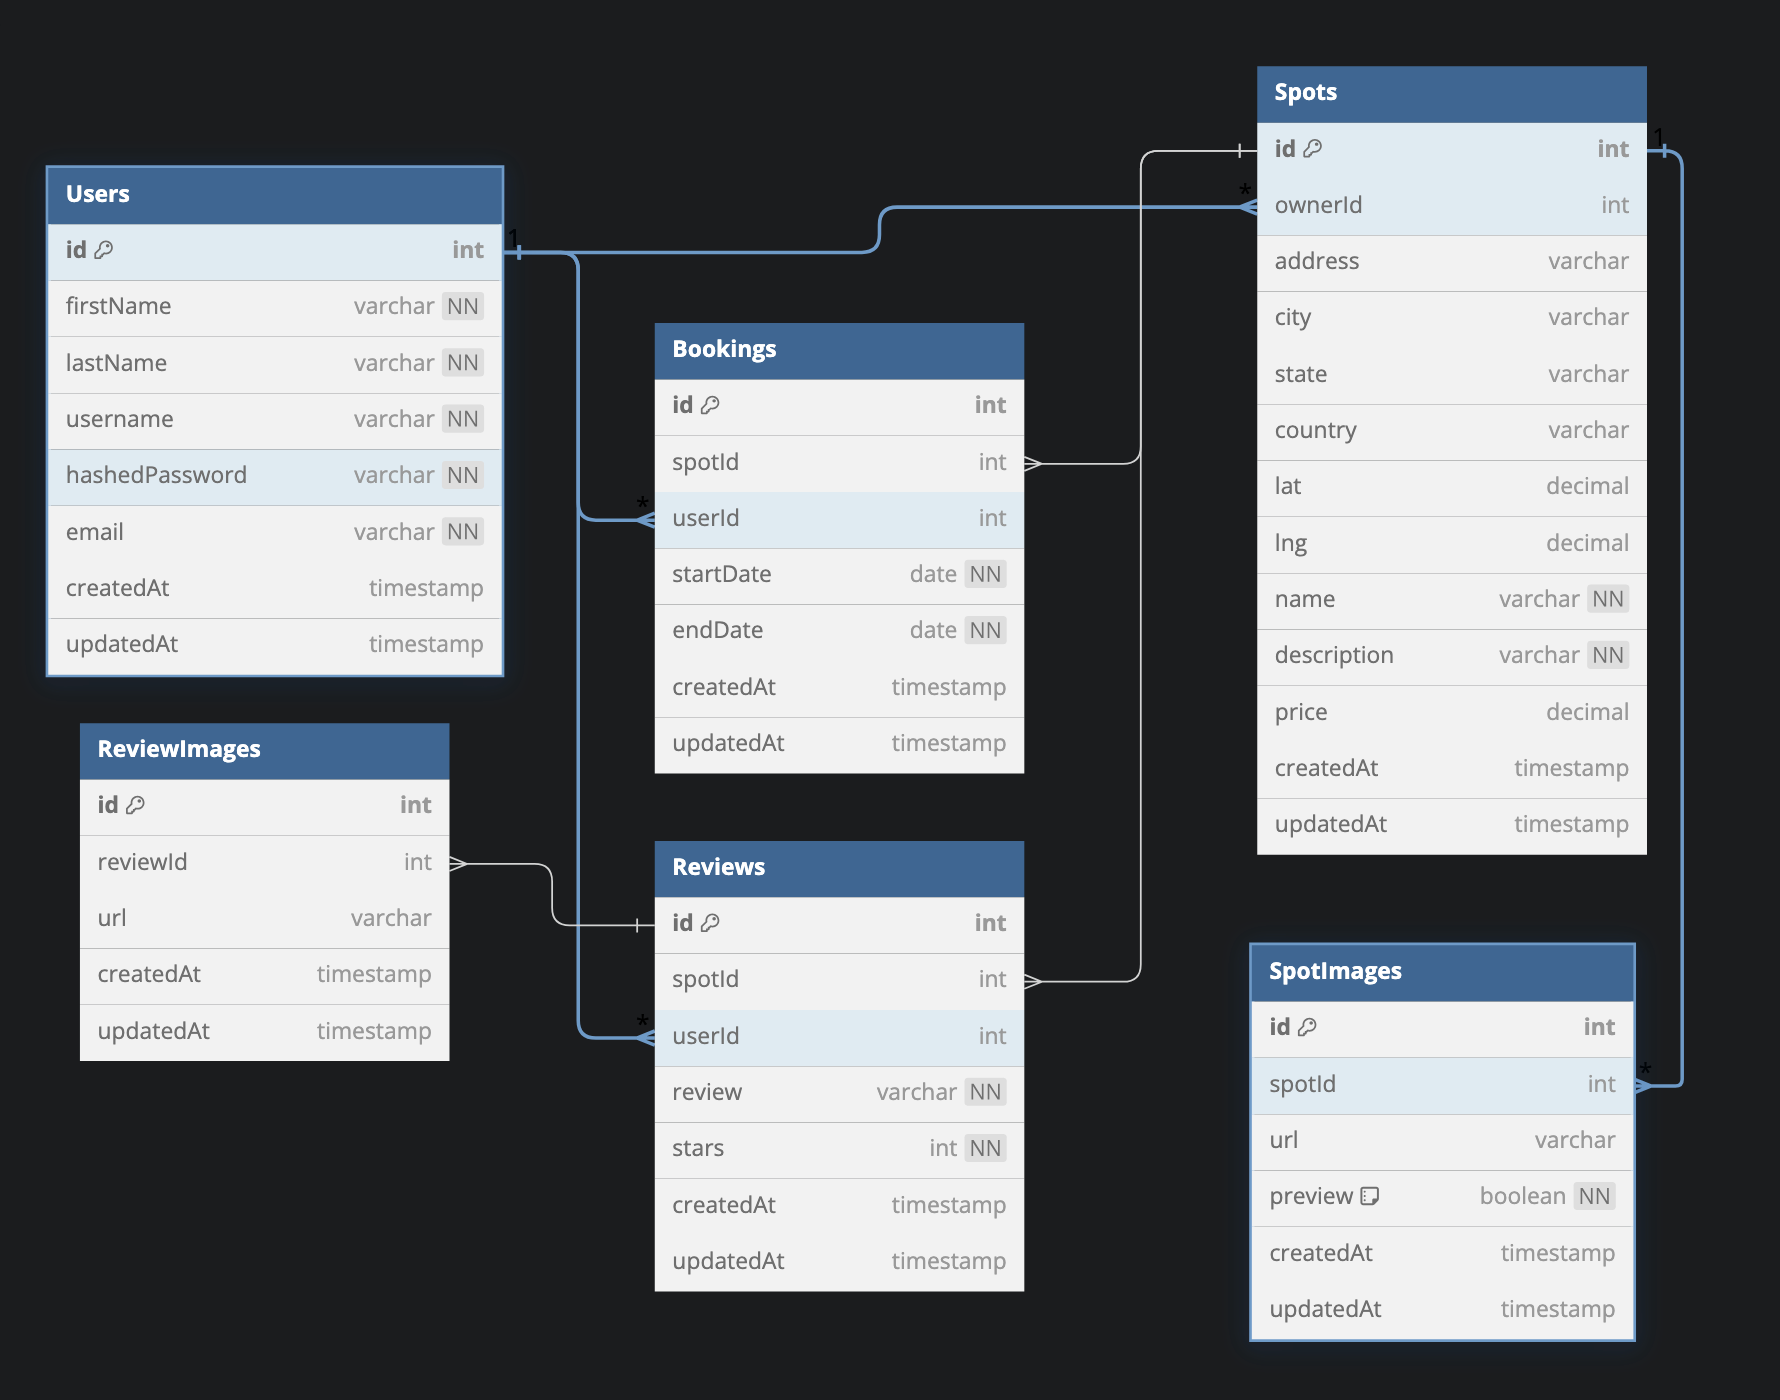 Users
id int
firstName varchar NN
lastName varchar NN
username varchar NN
hashedPassword varchar NN
email varchar NN
createdAt timestamp
updatedAt timestamp
1
ReviewImages
id int
reviewId int
url varchar
createdAt timestamp
updatedAt timestamp
Bookings
id int
spotId int
* userId int
startDate date NN
endDate date NN
createdAt timestamp
updatedAt timestamp
Reviews
id int
spotId int
* userId int
review varchar NN
stars int NN
createdAt timestamp
updatedAt timestamp
Spots
id int 1
* ownerId int
address varchar
city varchar
state varchar
country varchar
lat decimal
lng decimal
name varchar NN
description varchar NN
price decimal
createdAt timestamp
updatedAt timestamp
SpotImages
id int
spotId int *
url varchar
preview boolean NN
createdAt timestamp
updatedAt timestamp